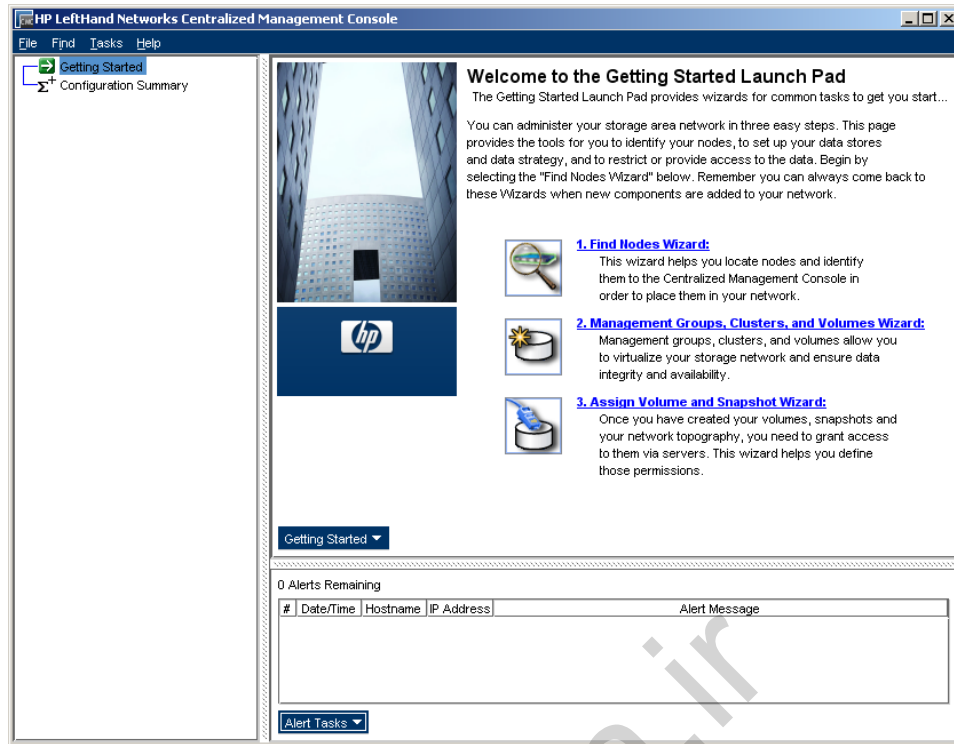 HP LeftHand Networks Centralized Management Console
File Find Tasks Help
Getting Started
Configuration Summary
Welcome to the Getting Started Launch Pad
The Getting Started Launch Pad provides wizards for common tasks to get you start...
You can administer your storage area network in three easy steps. This page
provides the tools for you to identify your nodes, to set up your data stores
and data strategy, and to restrict or provide access to the data. Begin by
selecting the "Find Nodes Wizard" below. Remember you can always come back to
these Wizards when new components are added to your network.
1. Find Nodes Wizard:
This wizard helps you locate nodes and identify
them to the Centralized Management Console in
order to place them in your network.
2. Management Groups, Clusters, and Volumes Wizard:
Management groups, clusters, and volumes allow you
to virtualize your storage network and ensure data
integrity and availability.
3. Assign Volume and Snapshot Wizard:
Once you have created your volumes, snapshots and
your network topography, you need to grant access
to them via servers. This wizard helps you define
those permissions.
hp
Getting Started
0 Alerts Remaining
# Date/Time Hostname IP Address Alert Message
Alert Tasks
.ir